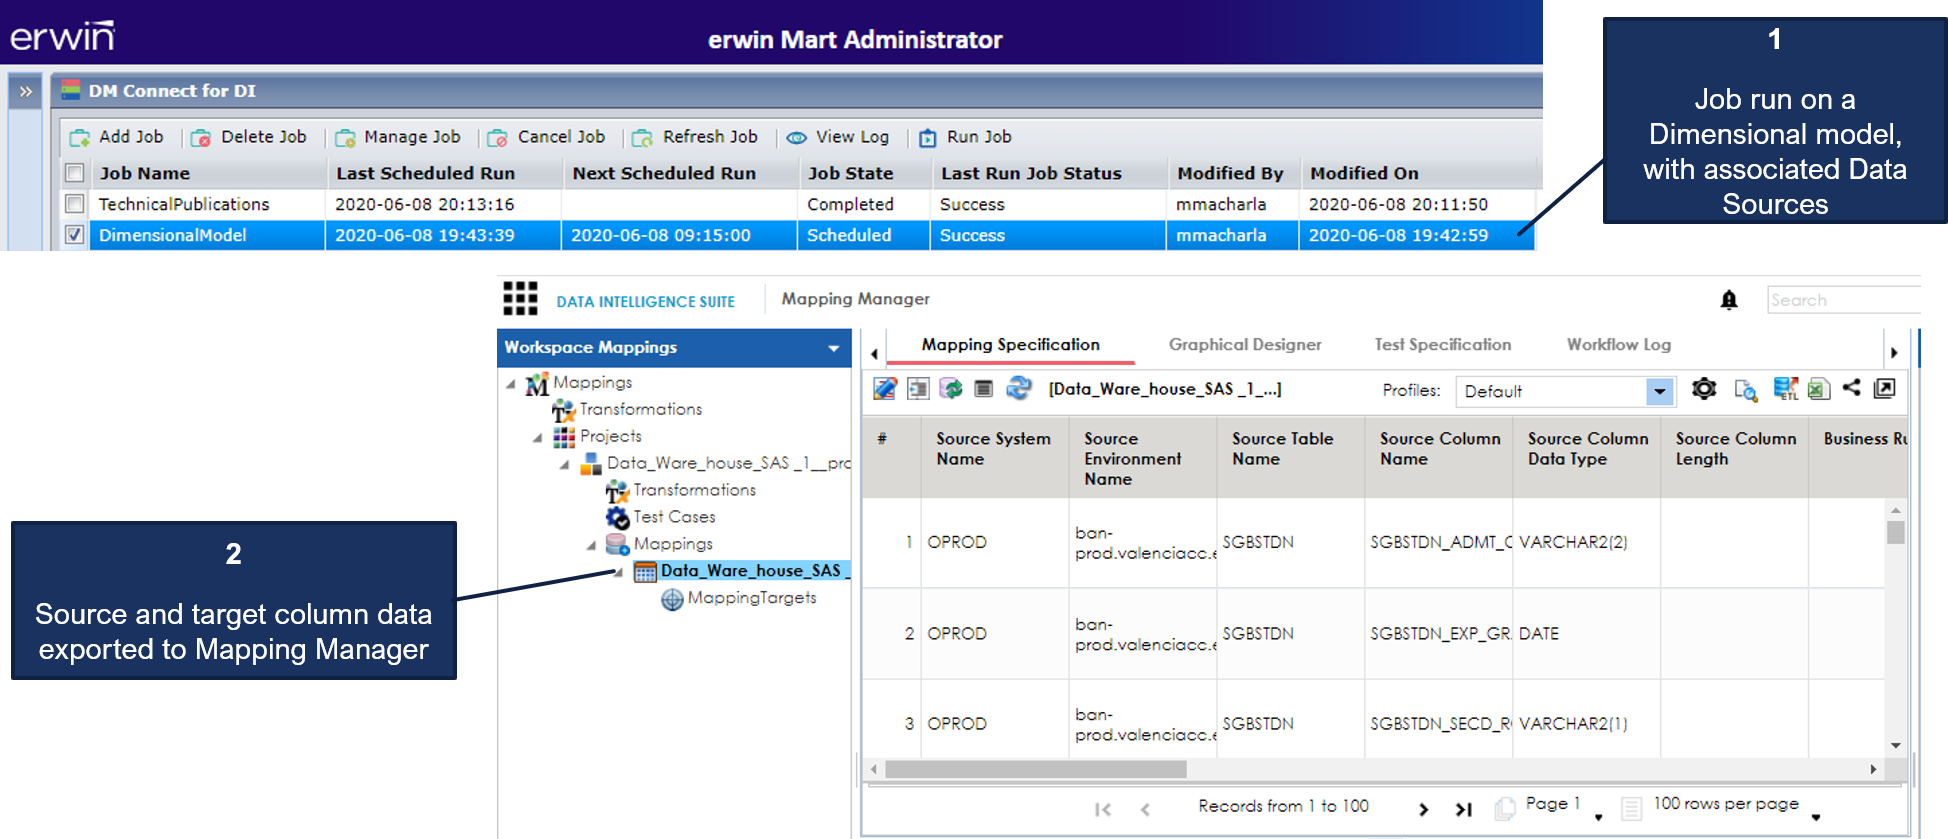 erwin
erwin Mart Administrator
1
Job run on a
Dimensional model,
with associated Data
Sources
DM Connect for DI
Add Job Delete Job Manage Job Cancel Job Refresh Job View Log Run Job
Job Name Last Scheduled Run Next Scheduled Run Job State Last Run Job Status Modified By Modified On
TechnicalPublications 2020-06-08 20:13:16 Completed Success mmacharla 2020-06-08 20:11:50
DimensionalModel 2020-06-08 19:43:39 2020-06-08 09:15:00 Scheduled Success mmacharla 2020-06-08 19:42:59
DATA INTELLIGENCE SUITE Mapping Manager Search
Workspace Mappings
Mappings
Transformations
Projects
Data_Ware_house_SAS _1__pro
Transformations
Test Cases
Mappings
Data_Ware_house_SAS _
MappingTargets
2
Source and target column data
exported to Mapping Manager
Mapping Specification Graphical Designer Test Specification Workflow Log
[Data_Ware_house_SAS _1_...] Profiles: Default ETL
# Source System Name Source Environment Name Source Table Name Source Column Name Source Column Data Type Source Column Length Business Ru
1 OPROD ban-prod.valenciacc.e SGBSTDN SGBSTDN_ADMT_C VARCHAR2(2)
2 OPROD ban-prod.valenciacc.e SGBSTDN SGBSTDN_EXP_GR DATE
3 OPROD ban-prod.valenciacc.e SGBSTDN SGBSTDN_SECD_R VARCHAR2(1)
Records from 1 to 100 Page 1 100 rows per page